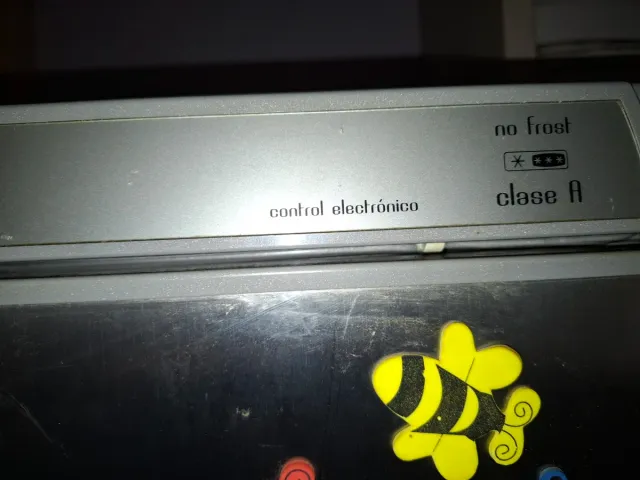 no frost
clase A
control electrónico